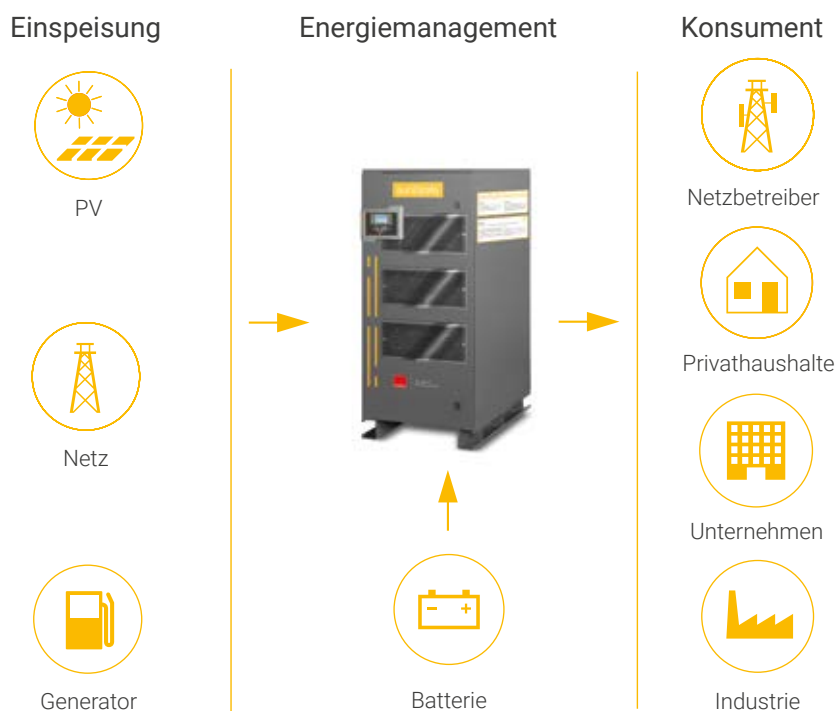 Einspeisung
Energiemanagement
Konsument
PV
Netz
Generator
Batterie
Netzbetreiber
Privathaushalte
Unternehmen
Industrie